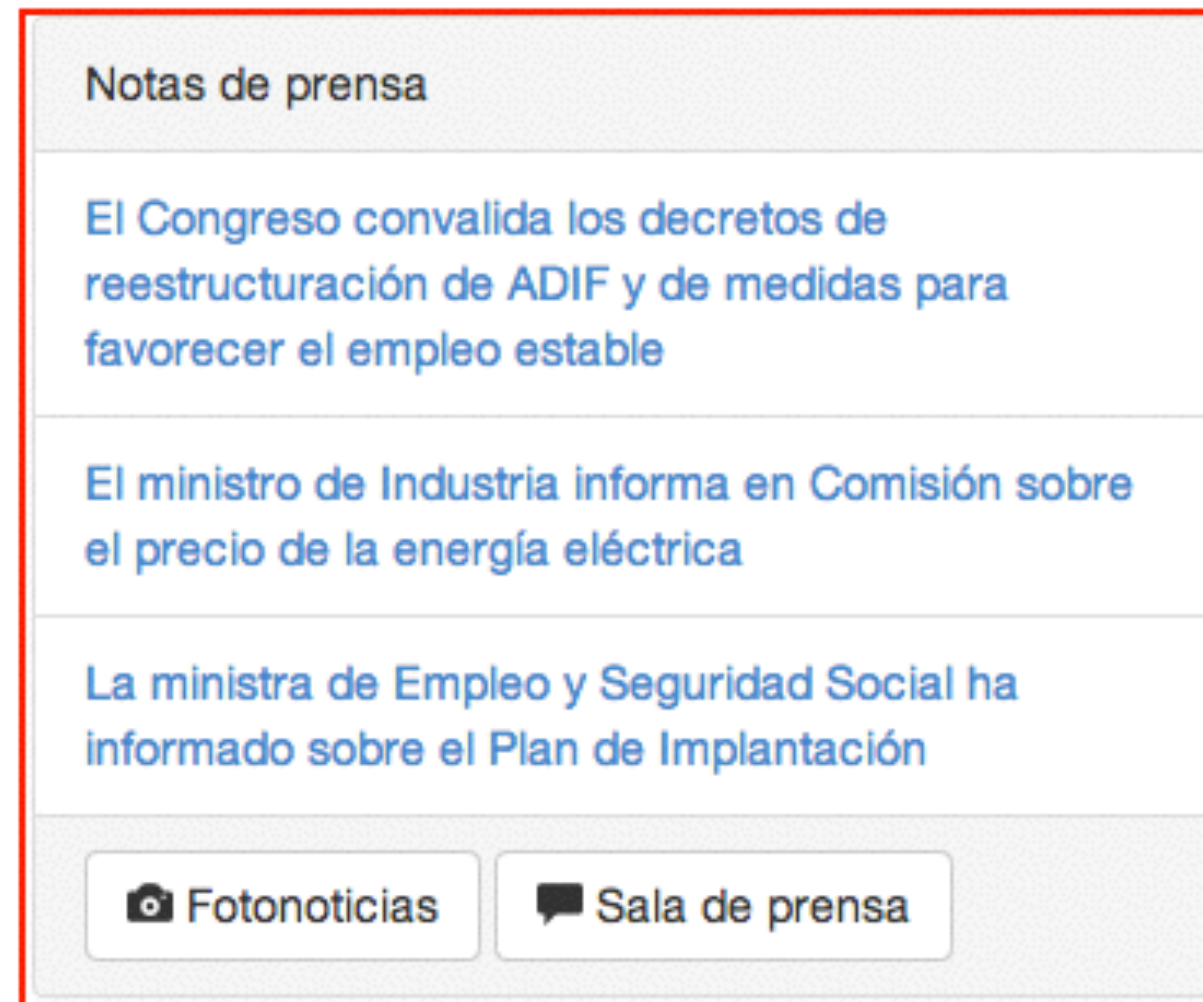 Notas de prensa
El Congreso convalida los decretos de
reestructuración de ADIF y de medidas para
favorecer el empleo estable
El ministro de Industria informa en Comisión sobre
el precio de la energía eléctrica
La ministra de Empleo y Seguridad Social ha
informado sobre el Plan de Implantación
Fotonoticias Sala de prensa